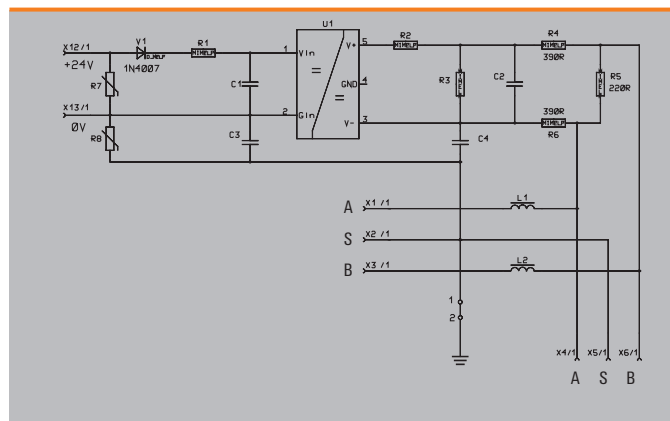 U1
X12/1
V1
R1
1
VIn
V+
5
R2
R4
+24V
1N4007
390R
R7
C1
=
=
GND
4
R3
C2
R5
220R
X13/1
2
GIn
V-
3
390R
0V
R8
C3
C4
R6
A
X1 /1
L1
S
X2 /1
B
X3 /1
L2
1
2
X4/1
X5/1
X6/1
A S B